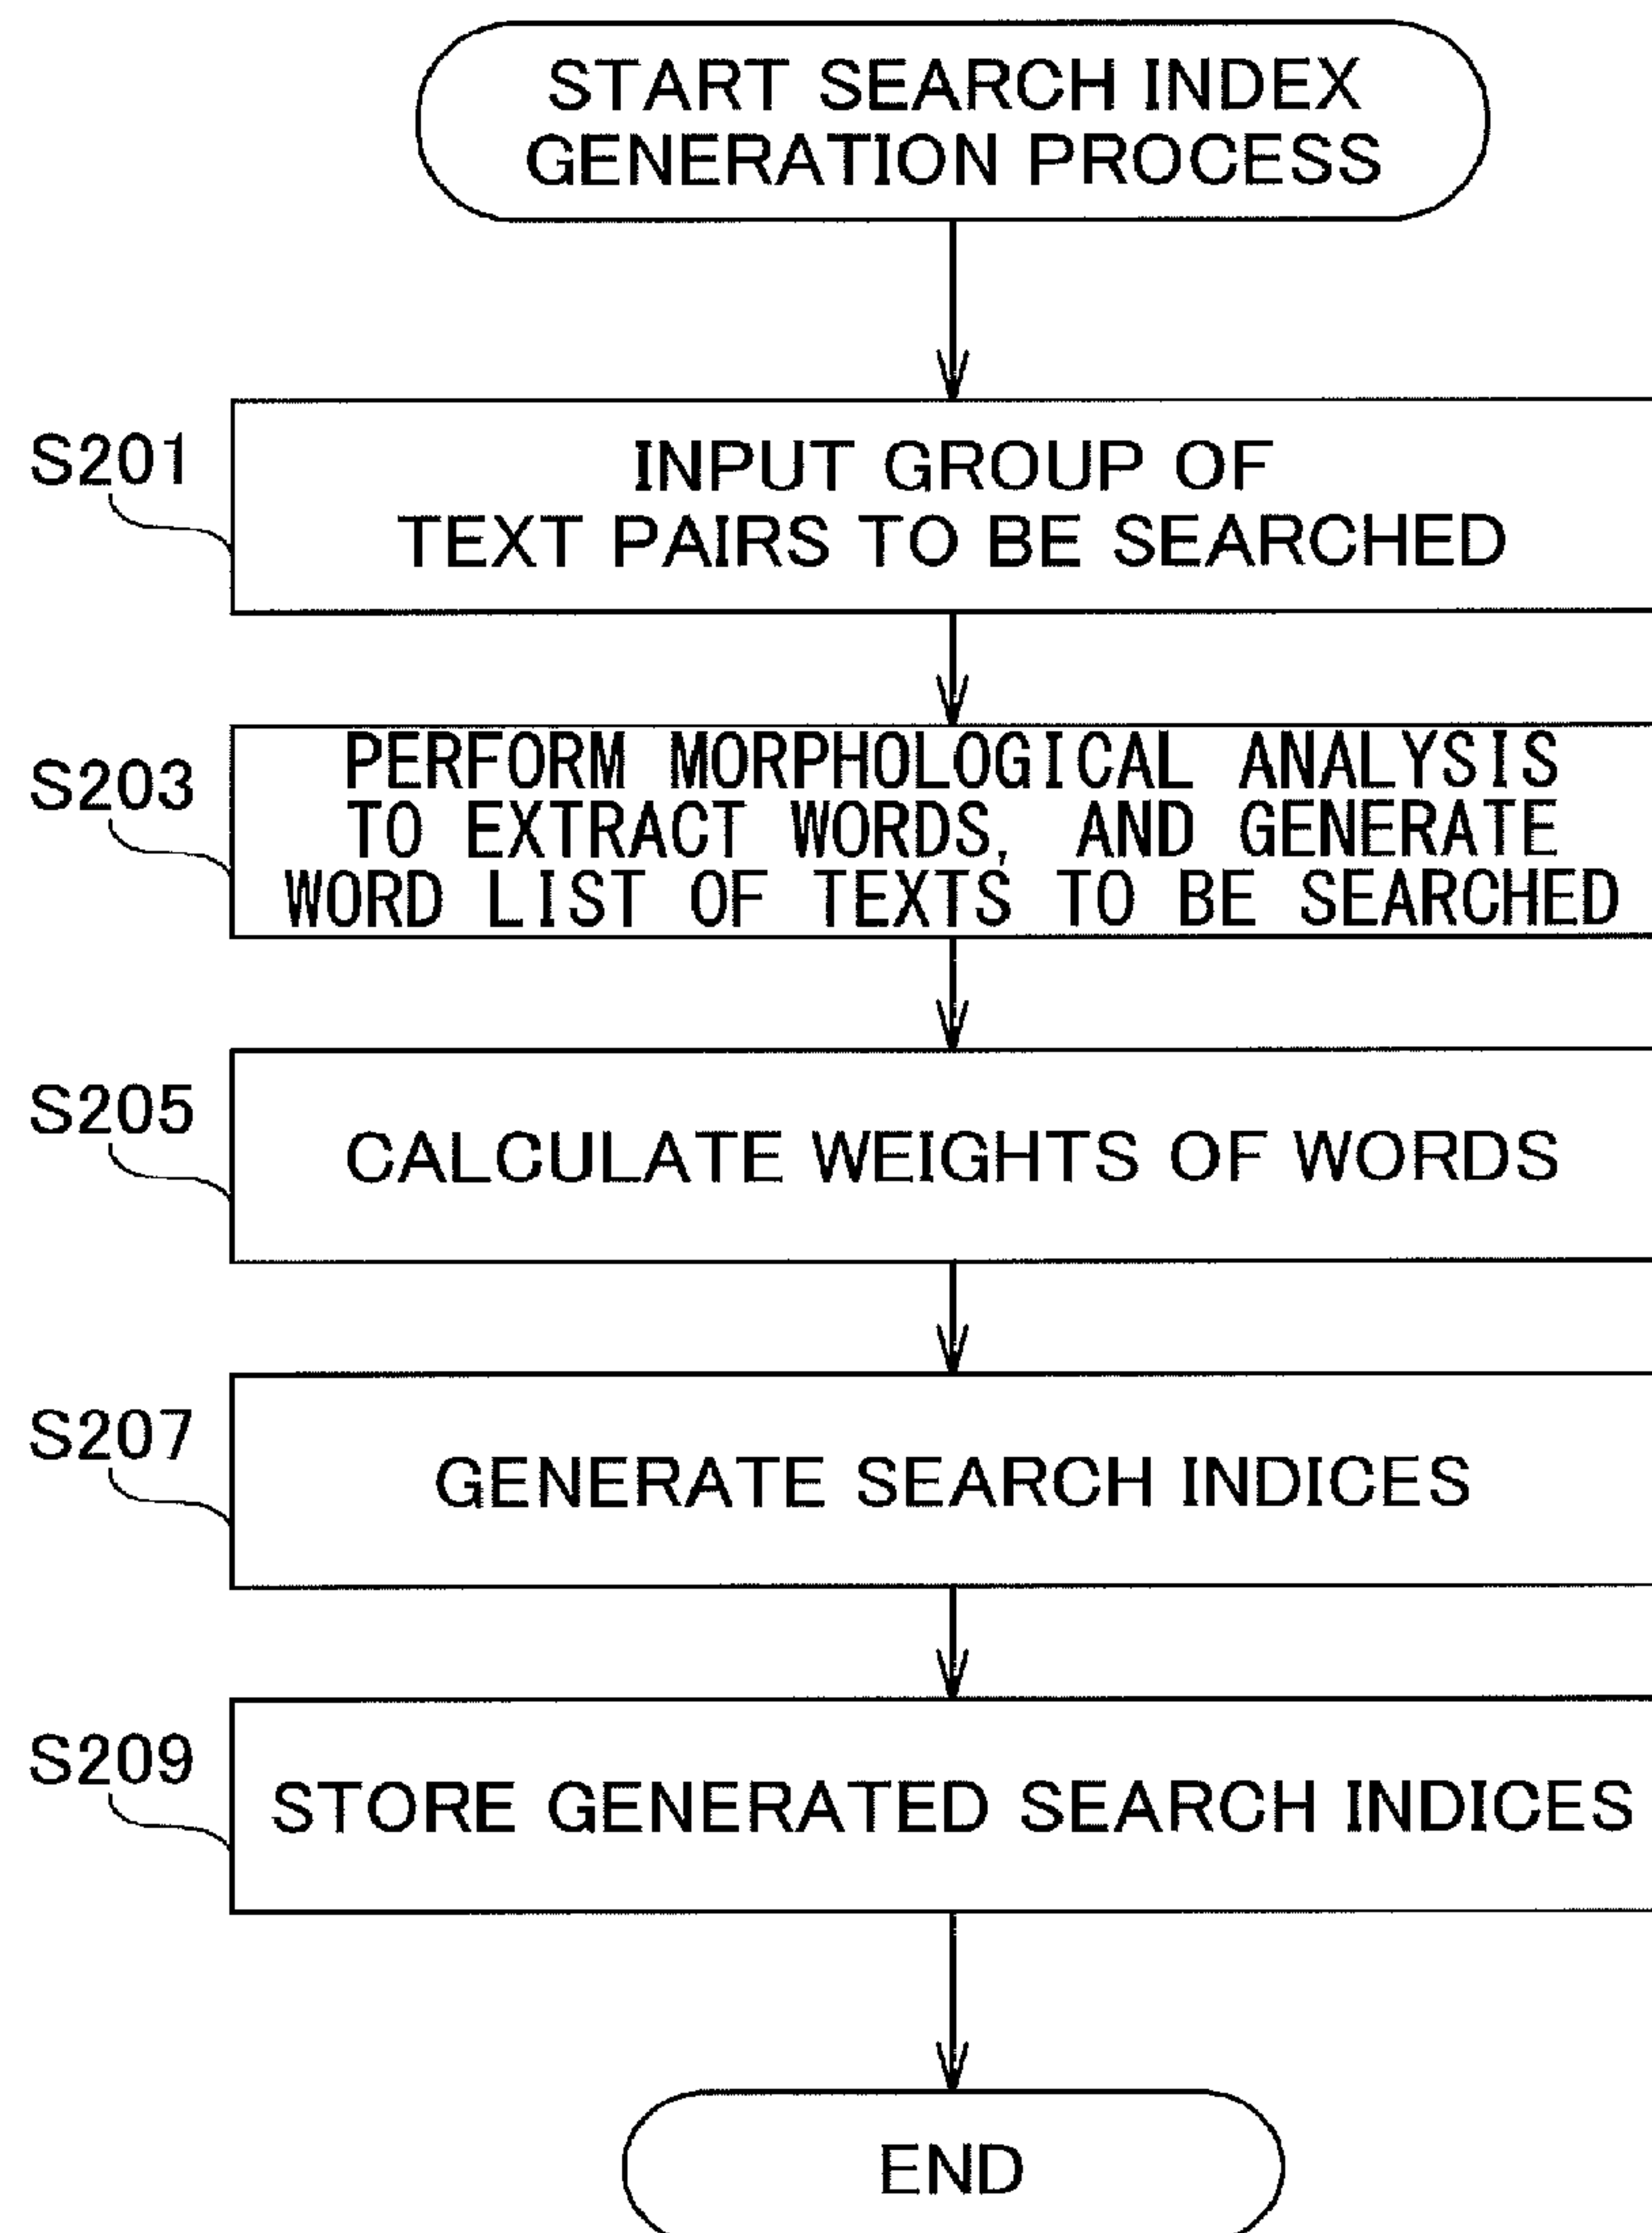 START SEARCH INDEX
GENERATION PROCESS
S201
INPUT GROUP OF
TEXT PAIRS TO BE SEARCHED
S203
PERFORM MORPHOLOGICAL ANALYSIS
TO EXTRACT WORDS, AND GENERATE
WORD LIST OF TEXTS TO BE SEARCHED
S205
CALCULATE WEIGHTS OF WORDS
S207
GENERATE SEARCH INDICES
S209
STORE GENERATED SEARCH INDICES
END